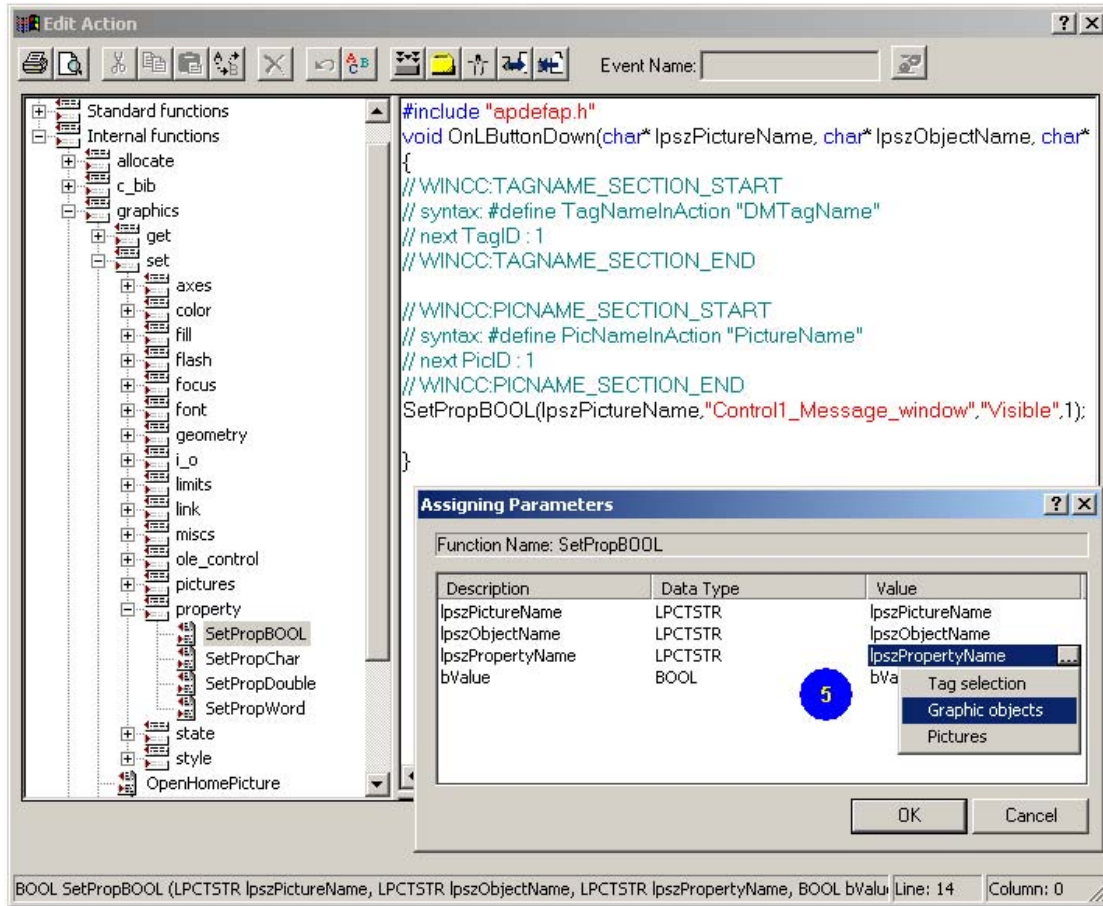 Edit Action
Event Name:
Standard functions
Internal functions
allocate
c_bib
graphics
get
set
axes
color
fill
flash
focus
font
geometry
i_o
limits
link
miscs
ole_control
pictures
property
SetPropBOOL
SetPropChar
SetPropDouble
SetPropWord
state
style
OpenHomePicture
#include "apdefap.h"
void OnLButtonDown(char* lpszPictureName, char* lpszObjectName, char*
{
// WINCC:TAGNAME_SECTION_START
// syntax: #define TagNameInAction "DMTagName"
// next TagID : 1
// WINCC:TAGNAME_SECTION_END
// WINCC:PICNAME_SECTION_START
// syntax: #define PicNameInAction "PictureName"
// next PicID : 1
// WINCC:PICNAME_SECTION_END
SetPropBOOL(lpszPictureName,"Control1_Message_window","Visible",1);
}
Assigning Parameters
Function Name: SetPropBOOL
Description Data Type Value
lpszPictureName LPCTSTR lpszPictureName
lpszObjectName LPCTSTR lpszObjectName
lpszPropertyName LPCTSTR lpszPropertyName ...
bValue BOOL bVa
5
Tag selection
Graphic objects
Pictures
OK Cancel
BOOL SetPropBOOL (LPCTSTR lpszPictureName, LPCTSTR lpszObjectName, LPCTSTR lpszPropertyName, BOOL bValu Line: 14 Column: 0